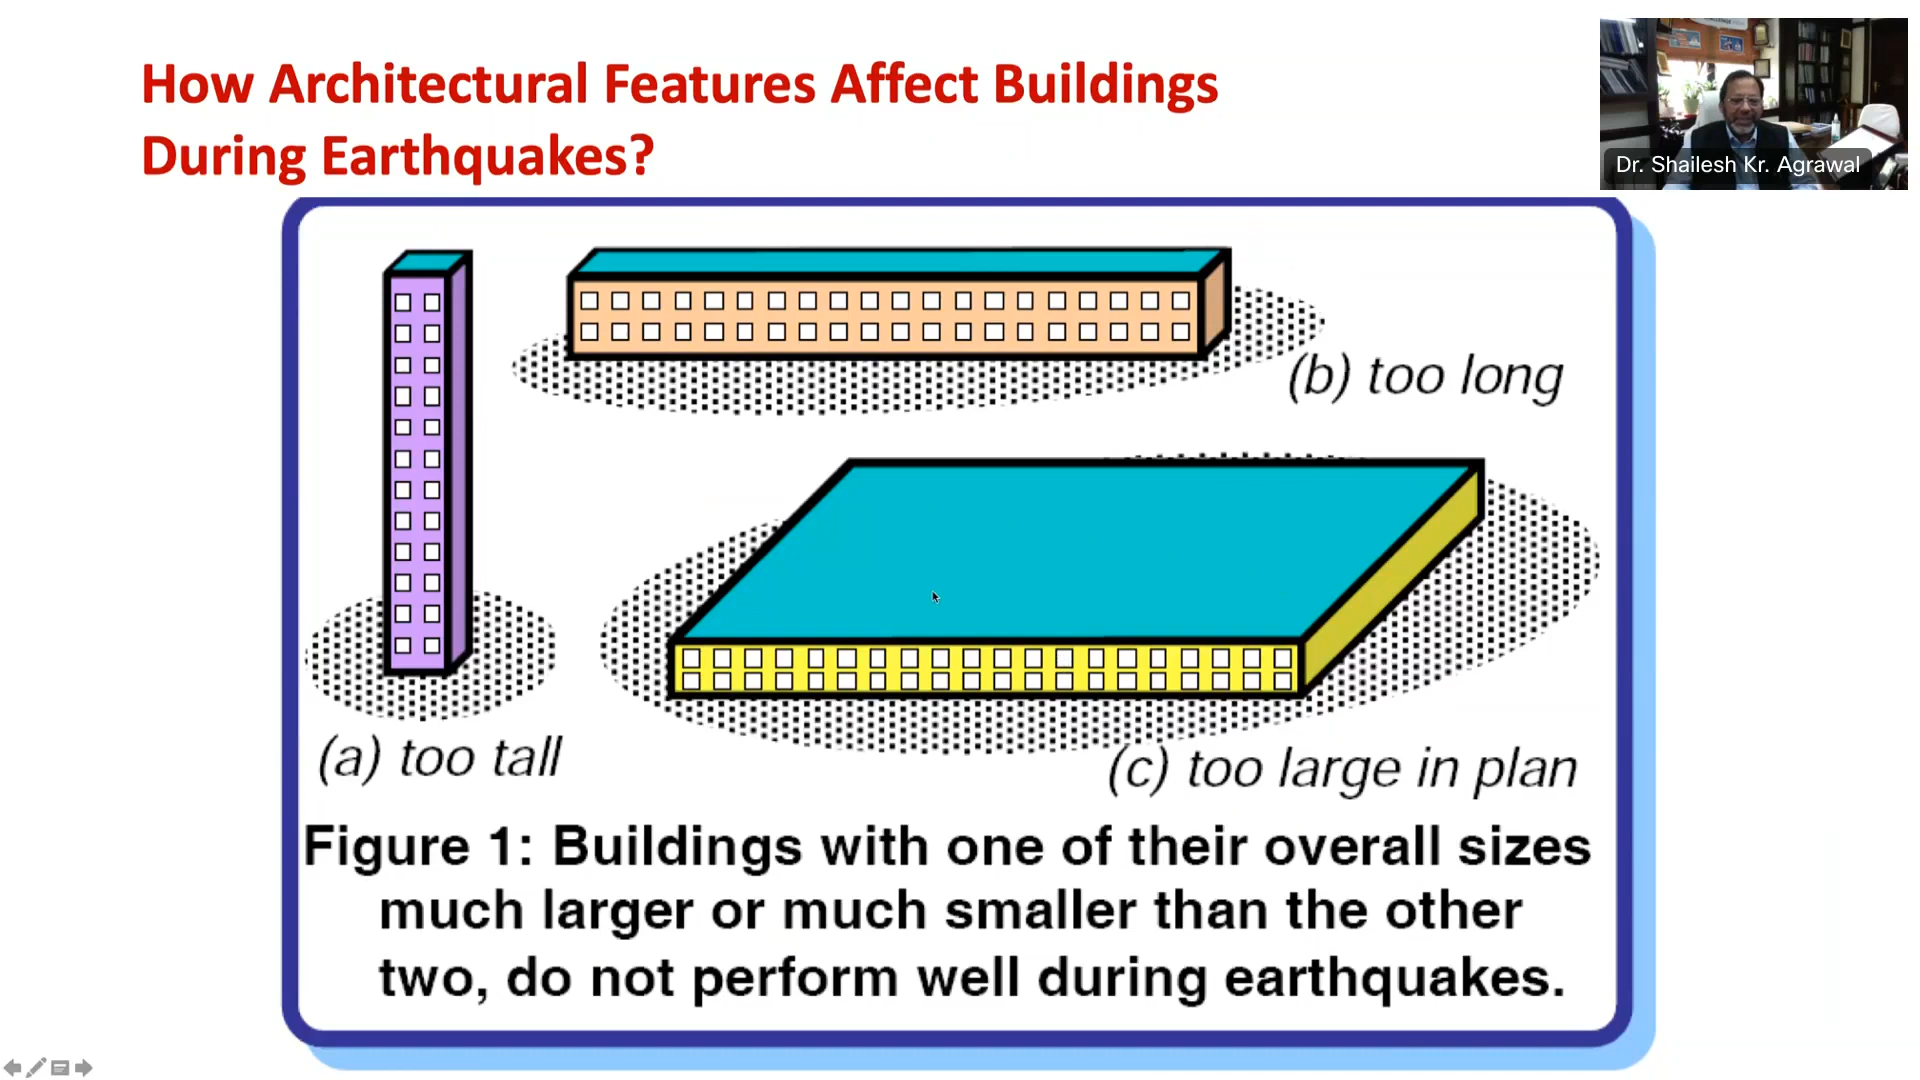 How Architectural Features Affect Buildings
During Earthquakes?
Dr. Shailesh Kr. Agrawal
(b) too long
(a) too tall
(c) too large in plan
Figure 1: Buildings with one of their overall sizes
much larger or much smaller than the other
two, do not perform well during earthquakes.